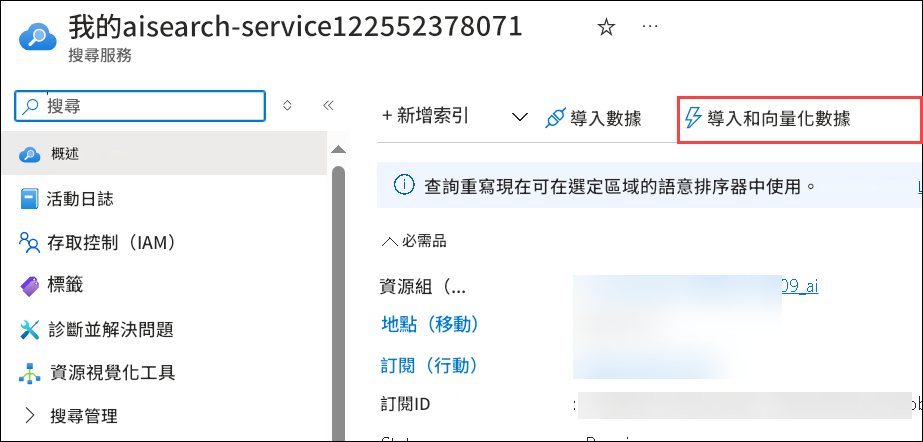 我的aisearch-service122552378071
搜尋服務
搜尋
+ 新增索引
導入數據
導入和向量化數據
概述
活動日誌
查詢重寫現在可在選定區域的語意排序器中使用。
存取控制（IAM）
必需品
標籤
資源組（...
09_ai
地點（移動）
診斷並解決問題
訂閱（行動）
資源視覺化工具
訂閱ID
:
搜尋管理